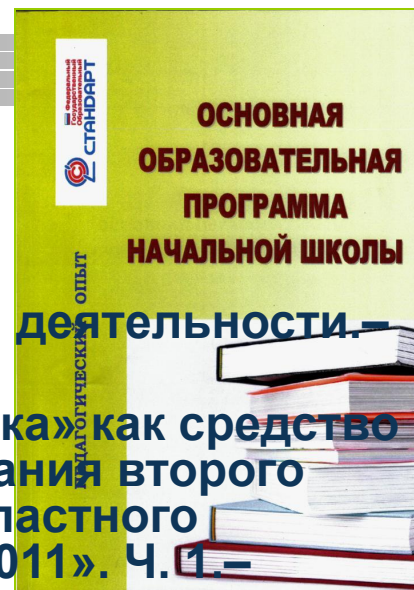 Федеральный
Государственный
Образовательный
СТАНДАРТ
ОСНОВНАЯ
ОБРАЗОВАТЕЛЬНАЯ
ПРОГРАММА
НАЧАЛЬНОЙ ШКОЛЫ
ПЕДАГОГИЧЕСКИЙ ОПЫТ
деятельности.–
ка» как средство
ания второго
ластного
011». Ч. 1.–